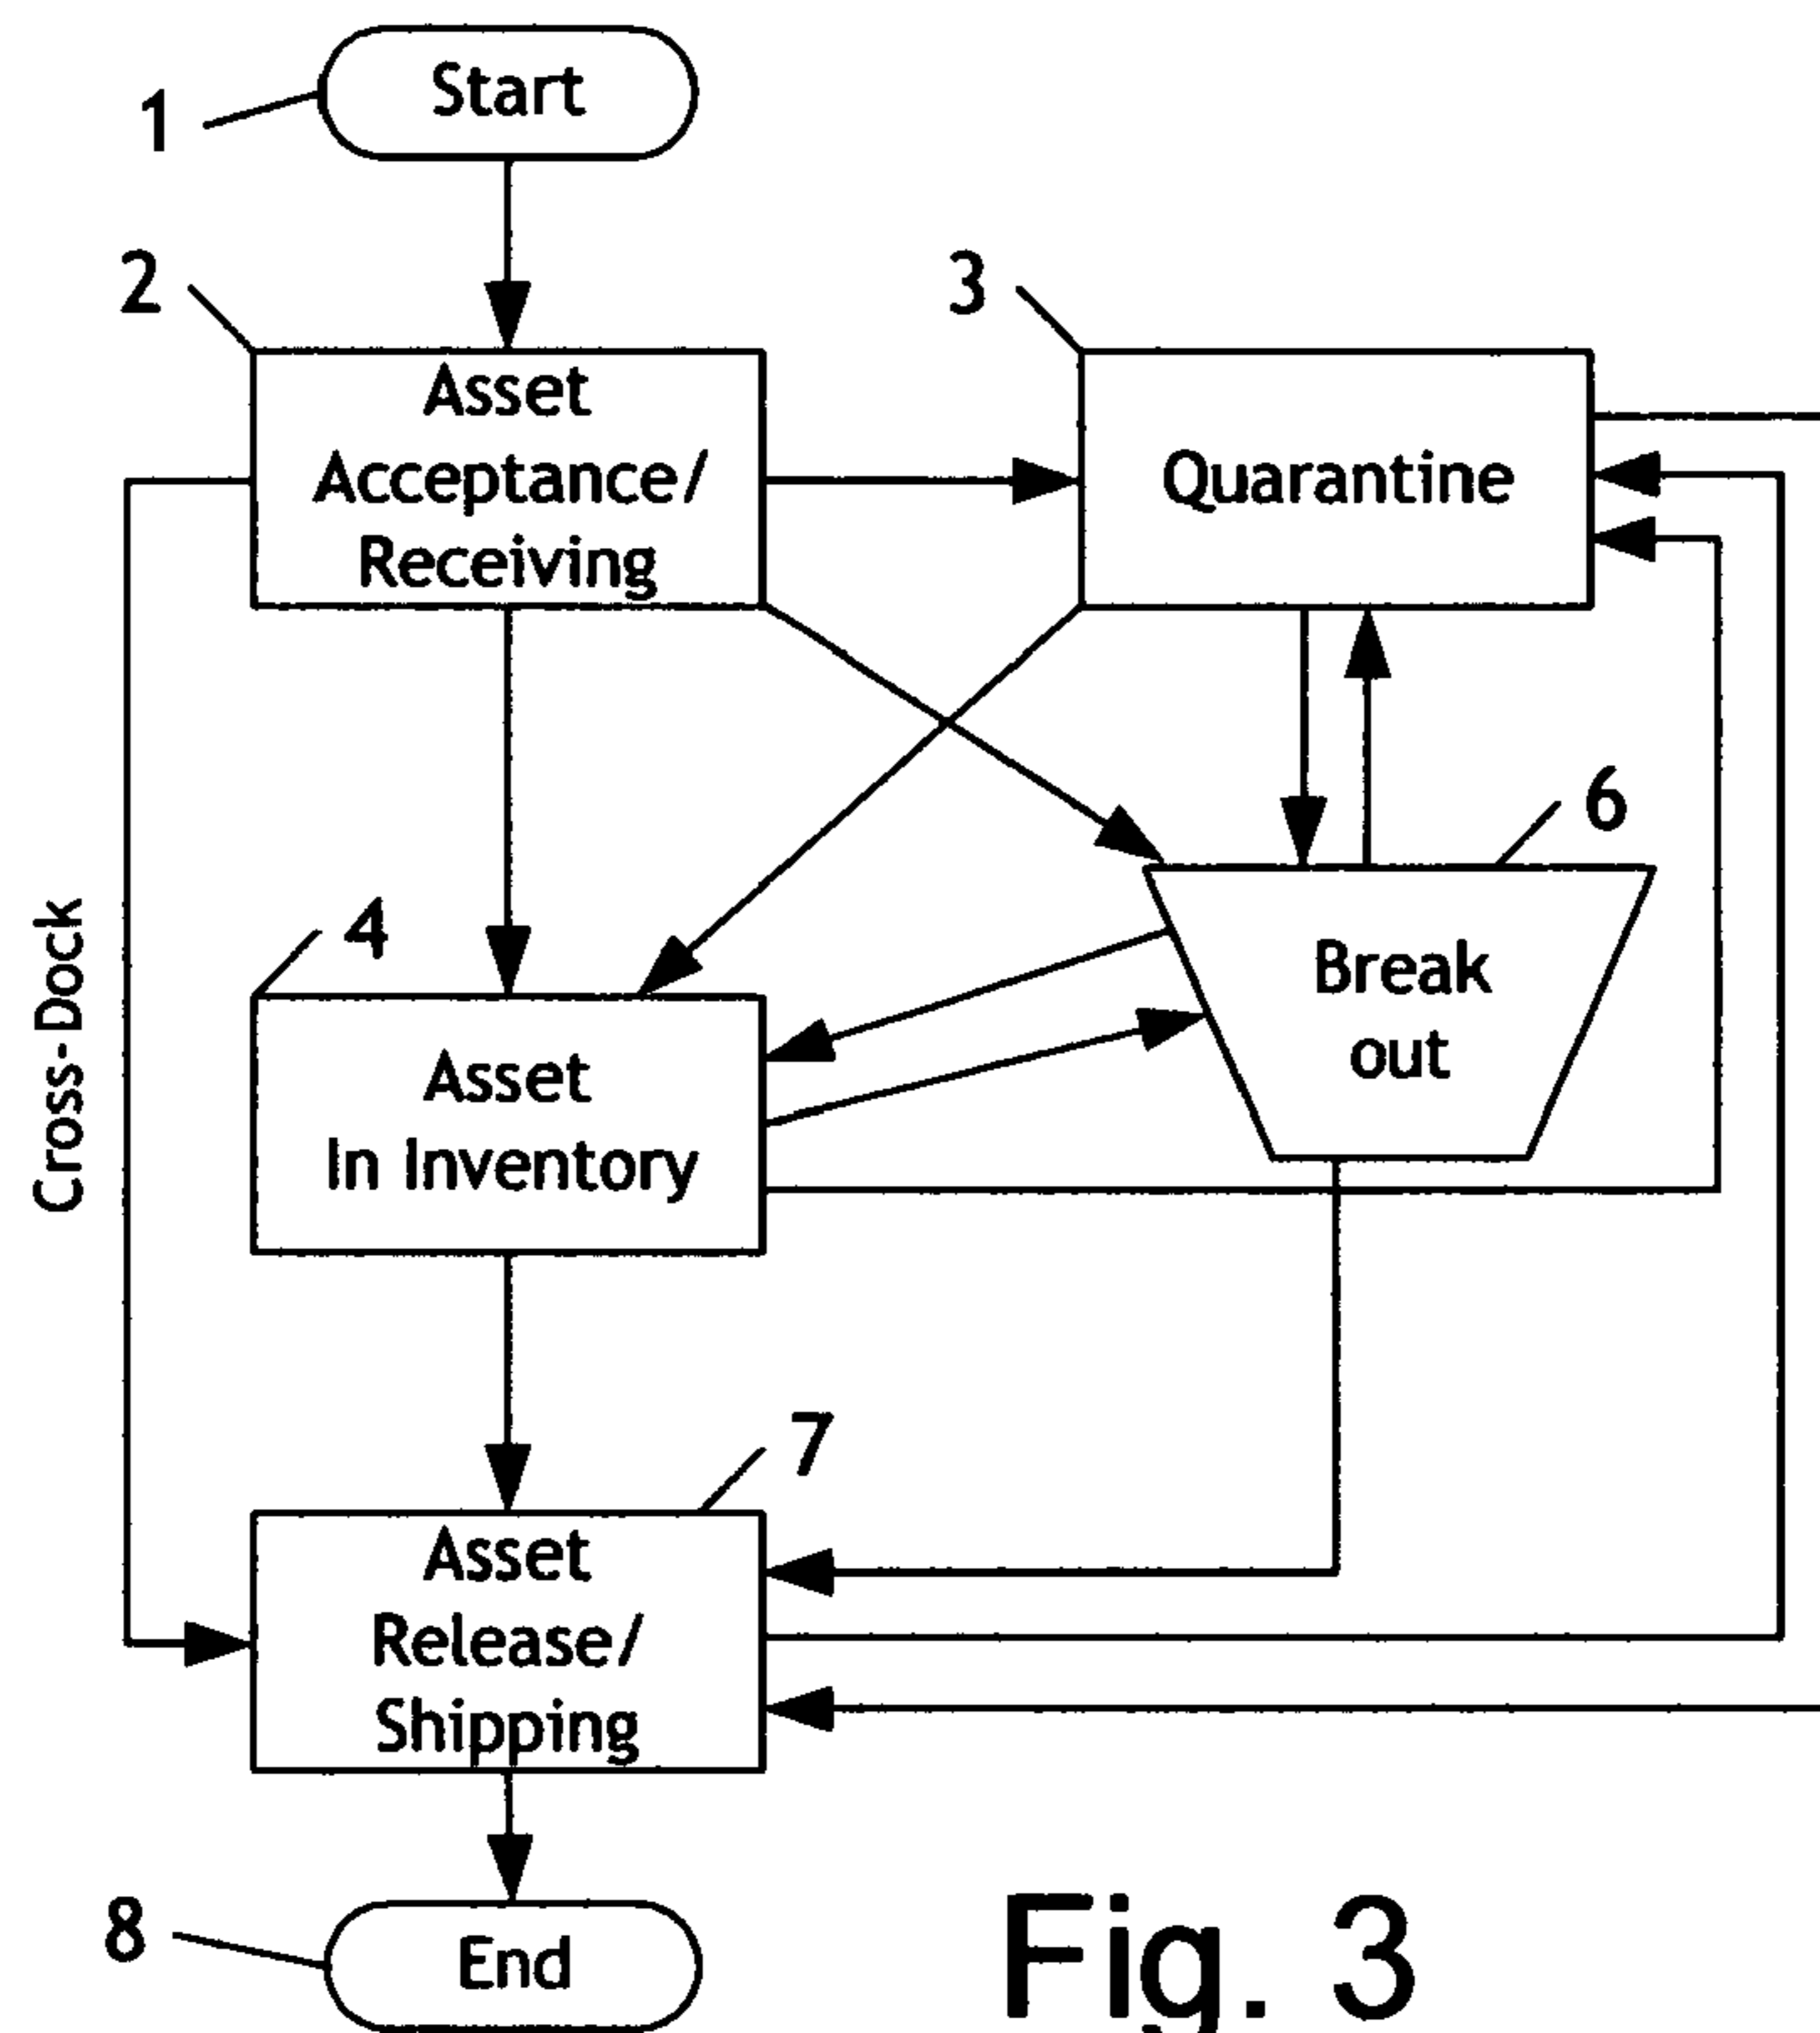 1
Start
2
Asset
Acceptance/
Receiving
3
Quarantine
Cross-Dock
4
Asset
In Inventory
6
Break
out
7
Asset
Release/
Shipping
8
End
Fig. 3